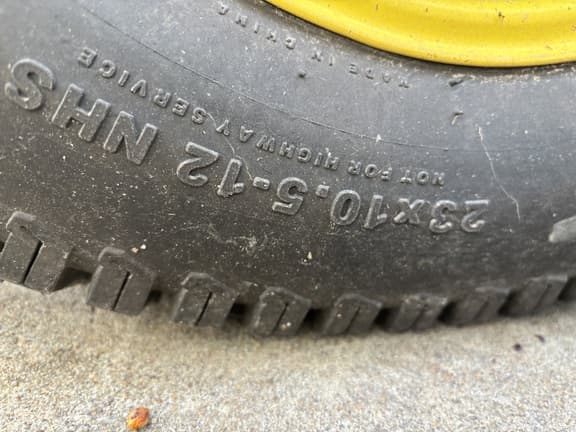 23x10.5-12 NHS
NOT FOR HIGHWAY SERVICE
MADE IN CHINA